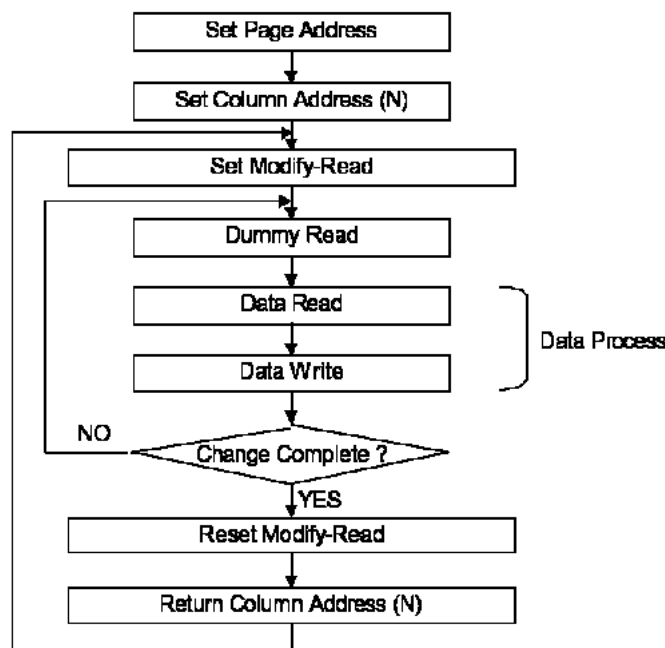 Set Page Address
Set Column Address (N)
Set Modify-Read
Dummy Read
Data Read
Data Process
Data Write
NO
Change Complete ?
YES
Reset Modify-Read
Return Column Address (N)